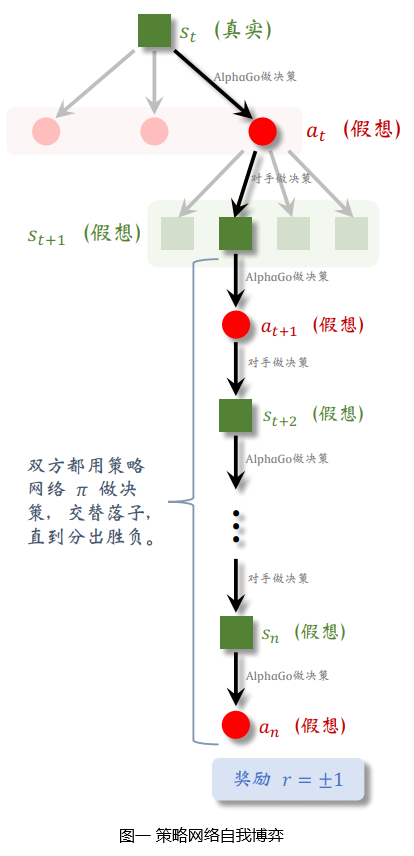 s_t (真实)
AlphaGo做决策
a_t (假想)
对手做决策
s_{t+1} (假想)
AlphaGo做决策
a_{t+1} (假想)
对手做决策
s_{t+2} (假想)
AlphaGo做决策
双方都用策略
网络 π 做决
策，交替落子，
直到分出胜负。
⋮
对手做决策
s_n (假想)
AlphaGo做决策
a_n (假想)
奖励 r = ±1
图一 策略网络自我博弈